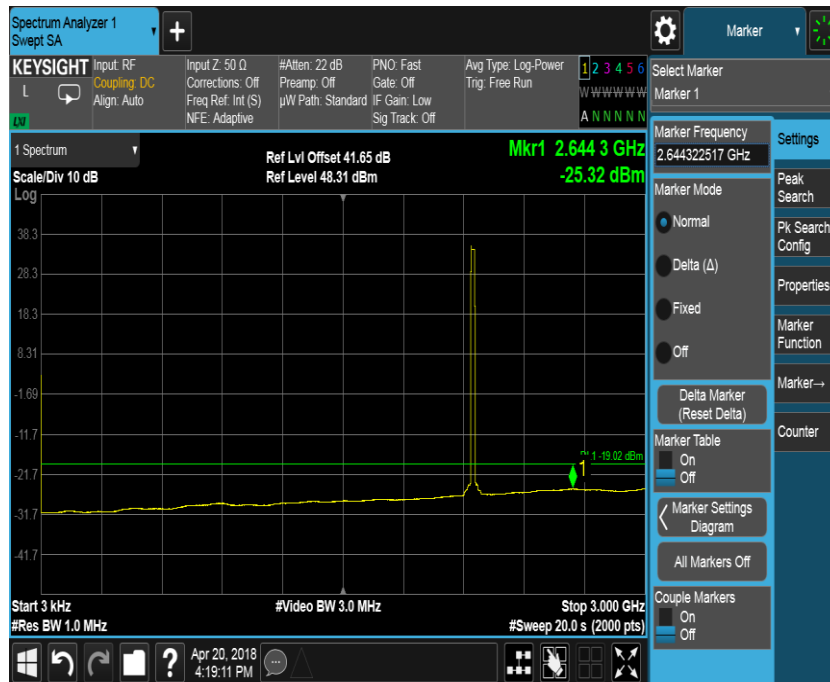 Spectrum Analyzer 1
Swept SA
+
Marker
KEYSIGHT
L
LXI
Input: RF
Coupling: DC
Align: Auto
Input Z: 50 Ω
Corrections: Off
Freq Ref: Int (S)
NFE: Adaptive
#Atten: 22 dB
Preamp: Off
µW Path: Standard
PNO: Fast
Gate: Off
IF Gain: Low
Sig Track: Off
Avg Type: Log-Power
Trig: Free Run
1 2 3 4 5 6
W W W W W W
A N N N N N
Select Marker
Marker 1
1 Spectrum
Scale/Div 10 dB
Log
Ref Lvl Offset 41.65 dB
Ref Level 48.31 dBm
Mkr1 2.644 3 GHz
-25.32 dBm
38.3
28.3
18.3
8.31
-1.69
-11.7
-21.7
-31.7
-41.7
1 -19.02 dBm
1
Start 3 kHz
#Res BW 1.0 MHz
#Video BW 3.0 MHz
Stop 3.000 GHz
#Sweep 20.0 s (2000 pts)
Marker Frequency
2.644322517 GHz
Marker Mode
Normal
Delta (Δ)
Fixed
Off
Delta Marker
(Reset Delta)
Marker Table
On
Off
Marker Settings
Diagram
All Markers Off
Couple Markers
On
Off
Settings
Peak
Search
Pk Search
Config
Properties
Marker
Function
Marker→
Counter
?
Apr 20, 2018
4:19:11 PM